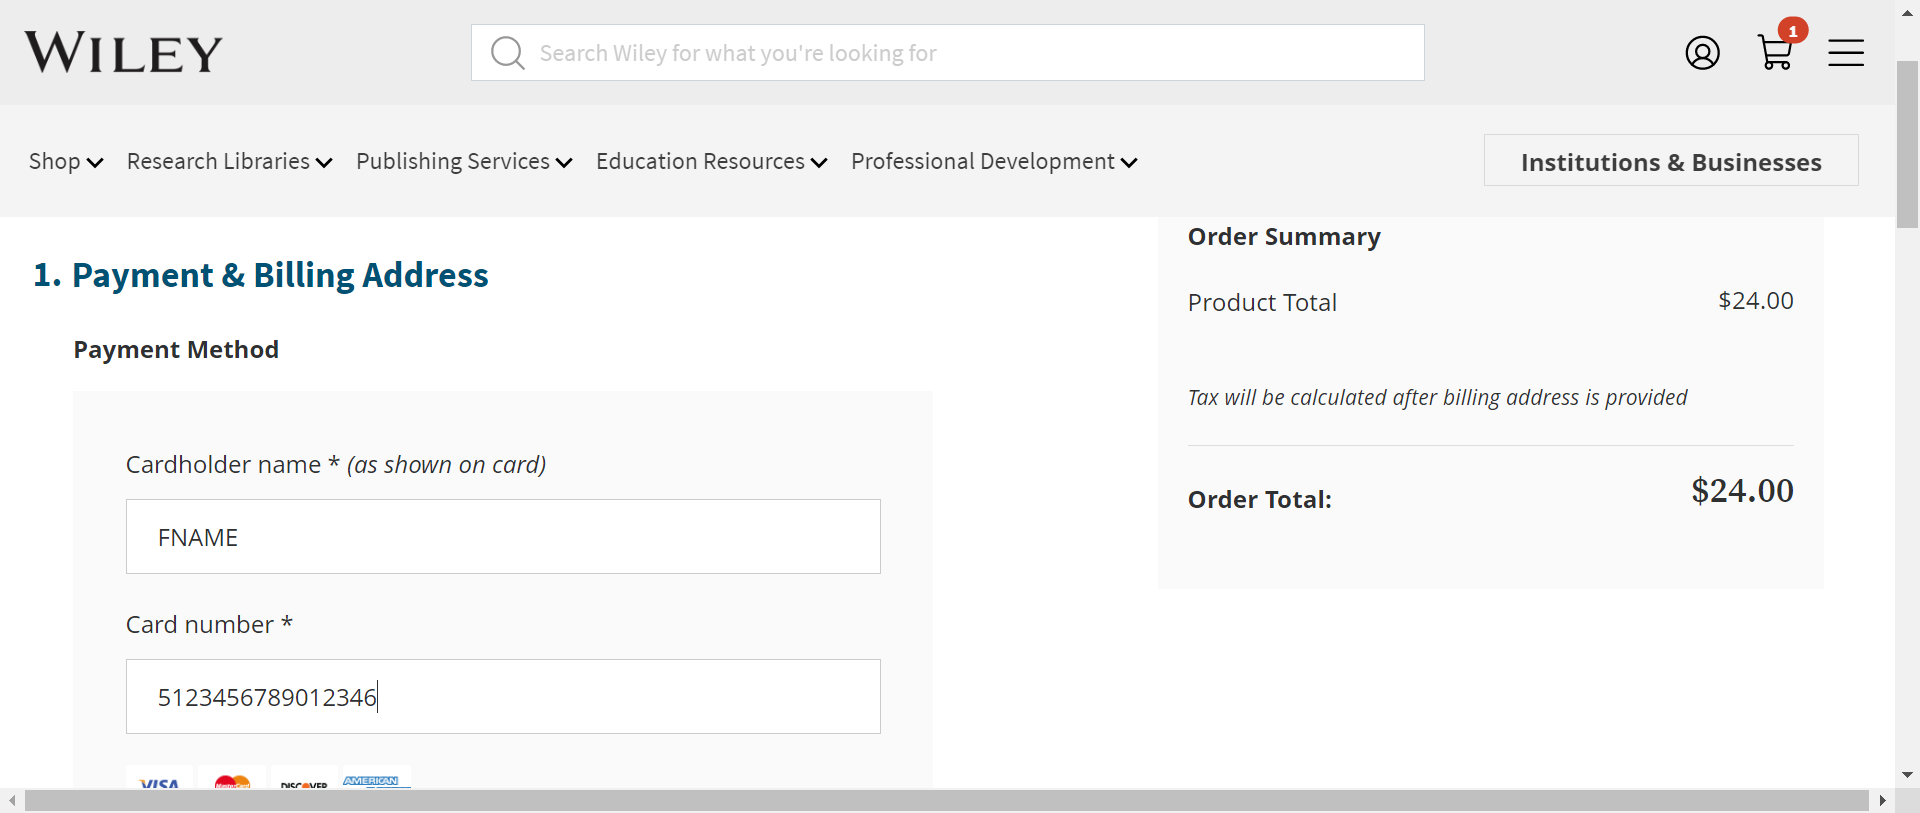 WILEY
Search Wiley for what you're looking for
1
Shop
Research Libraries
Publishing Services
Education Resources
Professional Development
Institutions & Businesses
1. Payment & Billing Address
Payment Method
Cardholder name * (as shown on card)
FNAME
Card number *
5123456789012346
VISA
MasterCard
DISCOVER
AMERICAN
Order Summary
Product Total
$24.00
Tax will be calculated after billing address is provided
Order Total:
$24.00